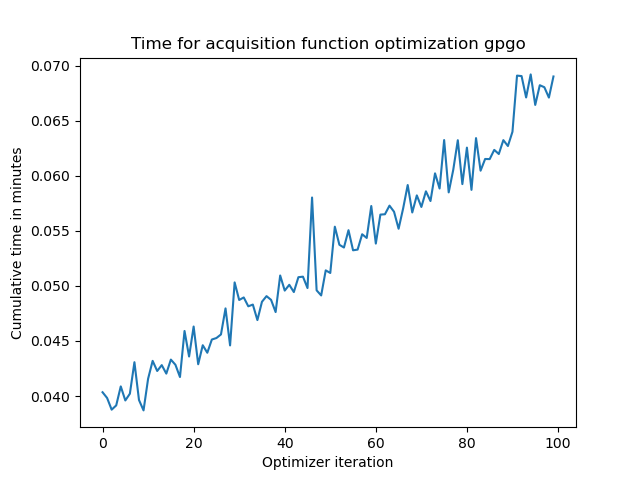 Time for acquisition function optimization gpgo
0.070
0.065
0.060
0.055
0.050
0.045
0.040
Cumulative time in minutes
0 20 40 60 80 100
Optimizer iteration